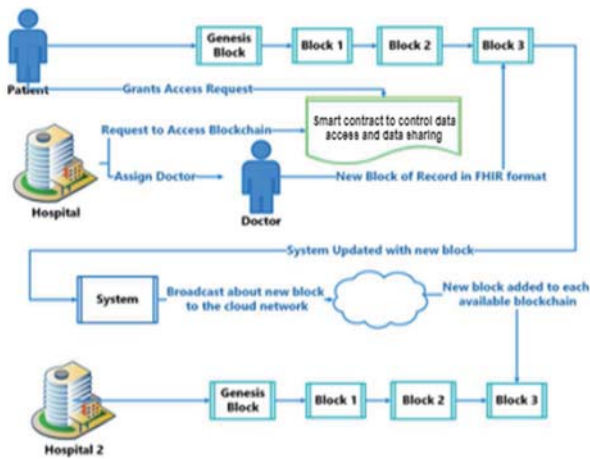 Genesis
Block
Block 1
Block 2
Block 3
Patient
Grants Access Request
Smart contract to control data
access and data sharing
Request to Access Blockchain
Assign Doctor
New Block of Record in FHIR format
Hospital
Doctor
System Updated with new block
System
Broadcast about new block
to the cloud network
New block added to each
available blockchain
Genesis
Block
Block 1
Block 2
Block 3
Hospital 2